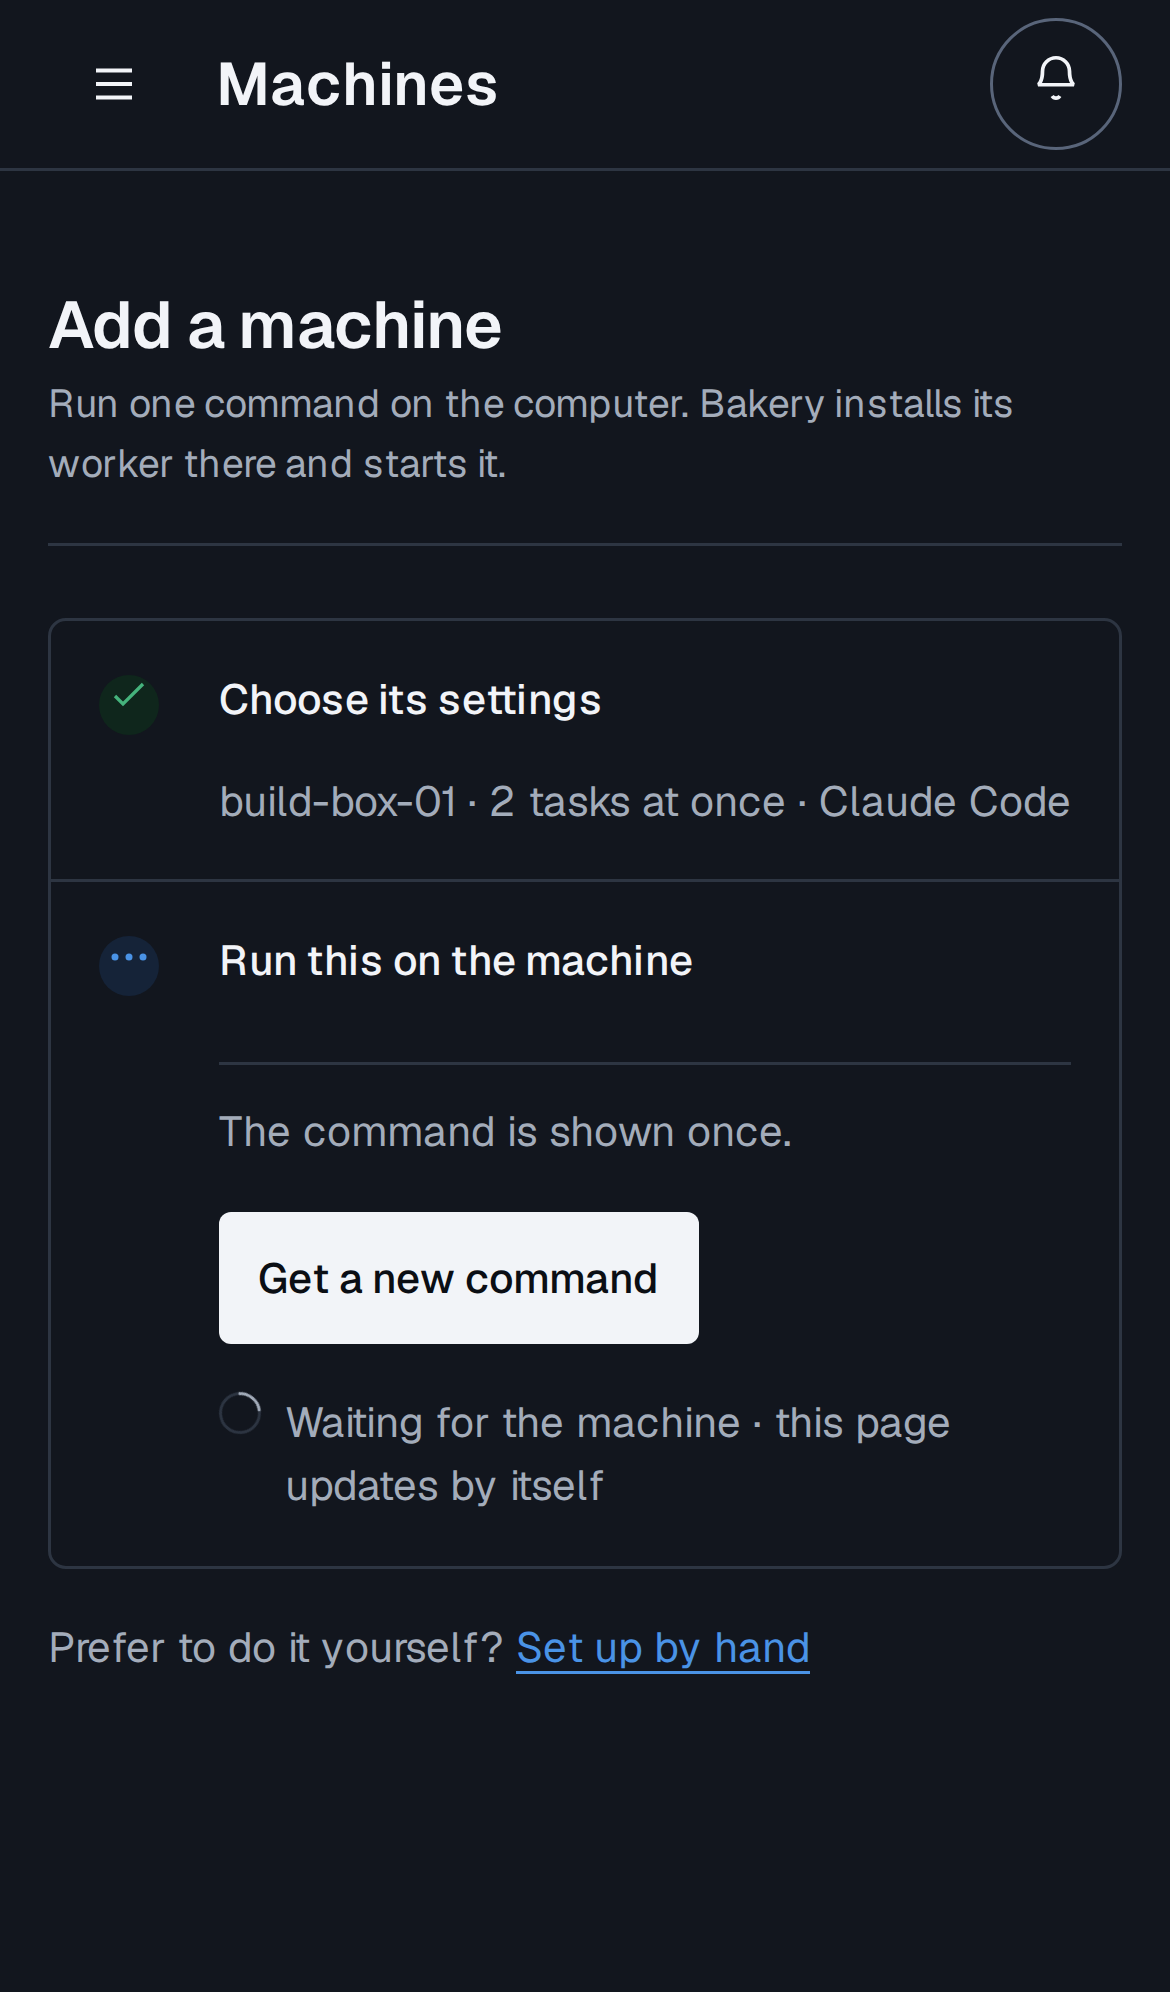 Machines
Add a machine
Run one command on the computer. Bakery installs its
worker there and starts it.
Choose its settings
build-box-01 · 2 tasks at once · Claude Code
Run this on the machine
The command is shown once.
Get a new command
Waiting for the machine · this page
updates by itself
Prefer to do it yourself? Set up by hand